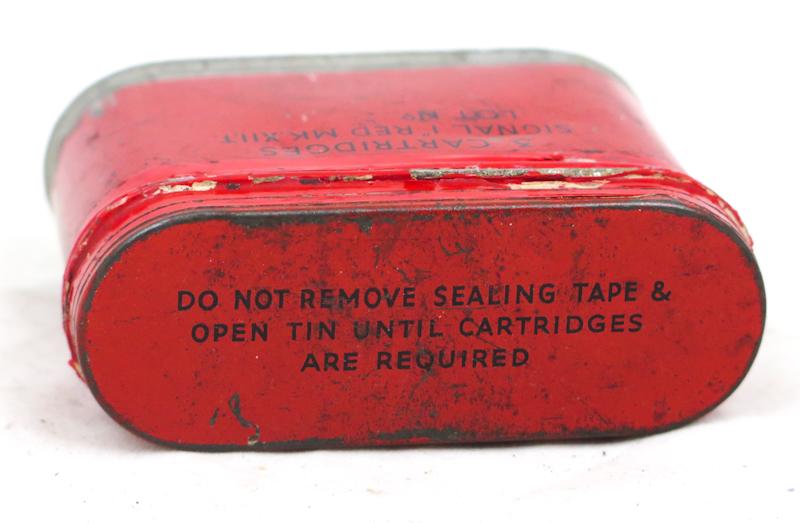 3 CARTRIDGES
SIGNAL 1" RED MK.XII.T
LOT Nº
DO NOT REMOVE SEALING TAPE &
OPEN TIN UNTIL CARTRIDGES
ARE REQUIRED